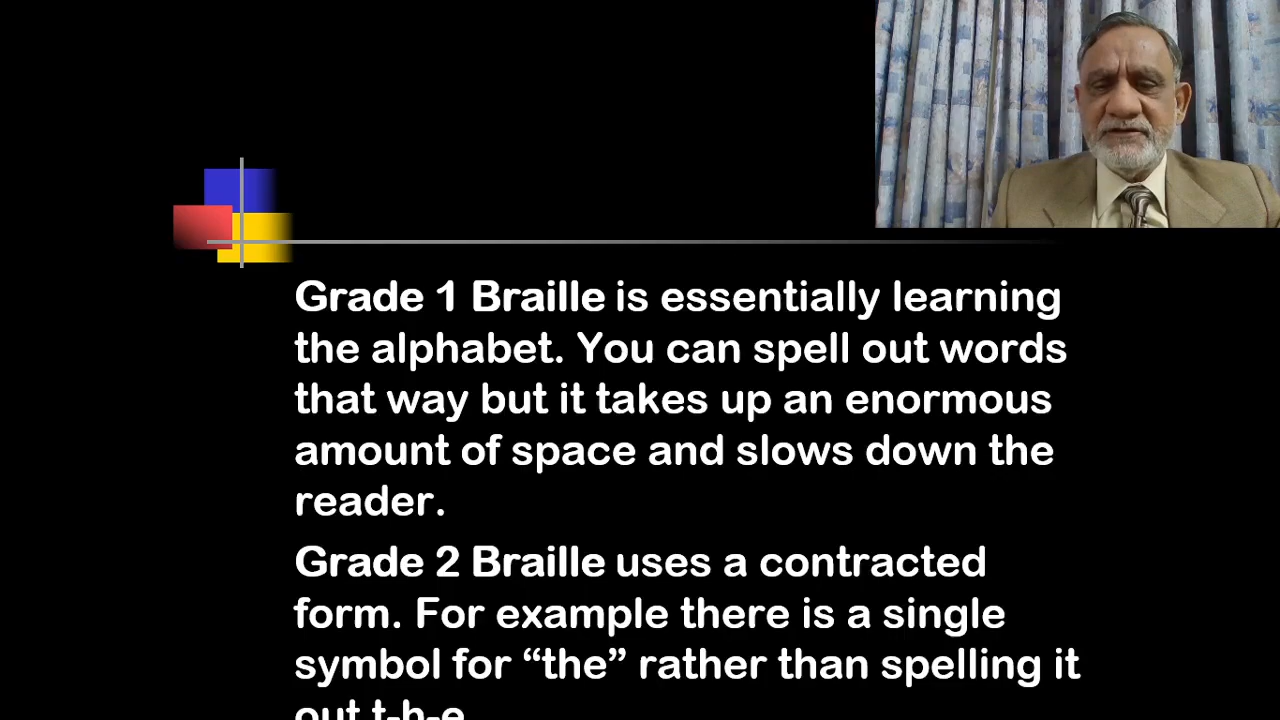 Grade 1 Braille is essentially learning
the alphabet. You can spell out words
that way but it takes up an enormous
amount of space and slows down the
reader.
Grade 2 Braille uses a contracted
form. For example there is a single
symbol for “the” rather than spelling it
out t-h-e